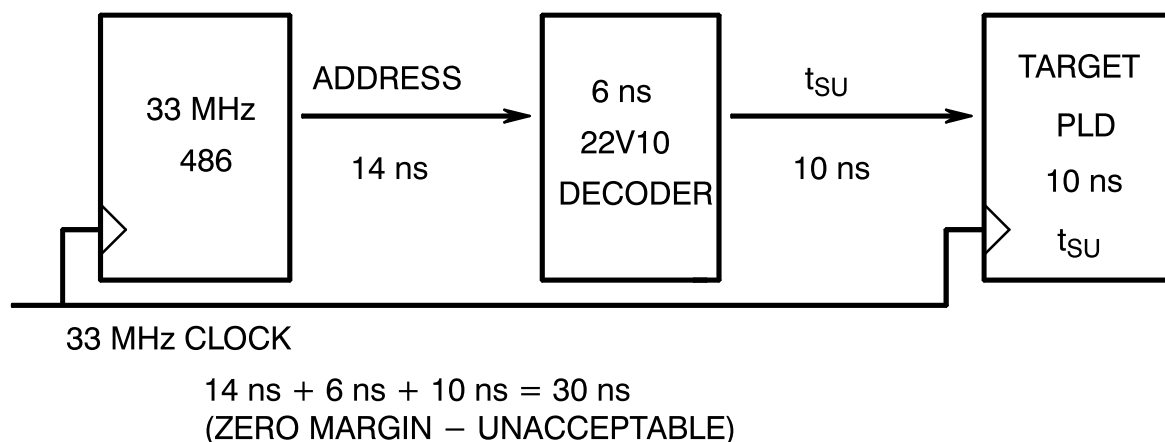 33 MHz
486
ADDRESS
14 ns
6 ns
22V10
DECODER
tSU
10 ns
TARGET
PLD
10 ns
tSU
33 MHz CLOCK
14 ns + 6 ns + 10 ns = 30 ns
(ZERO MARGIN − UNACCEPTABLE)